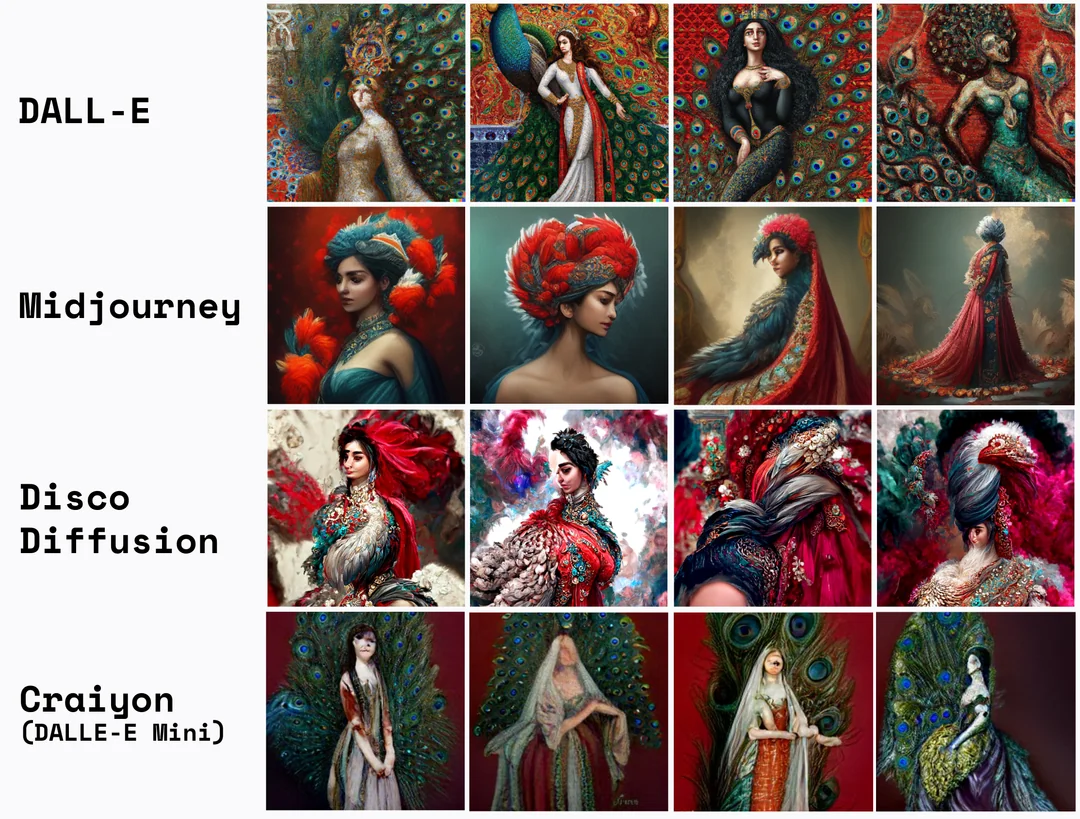 DALL-E
Midjourney
Disco
Diffusion
Craiyon
(DALLE-E Mini)